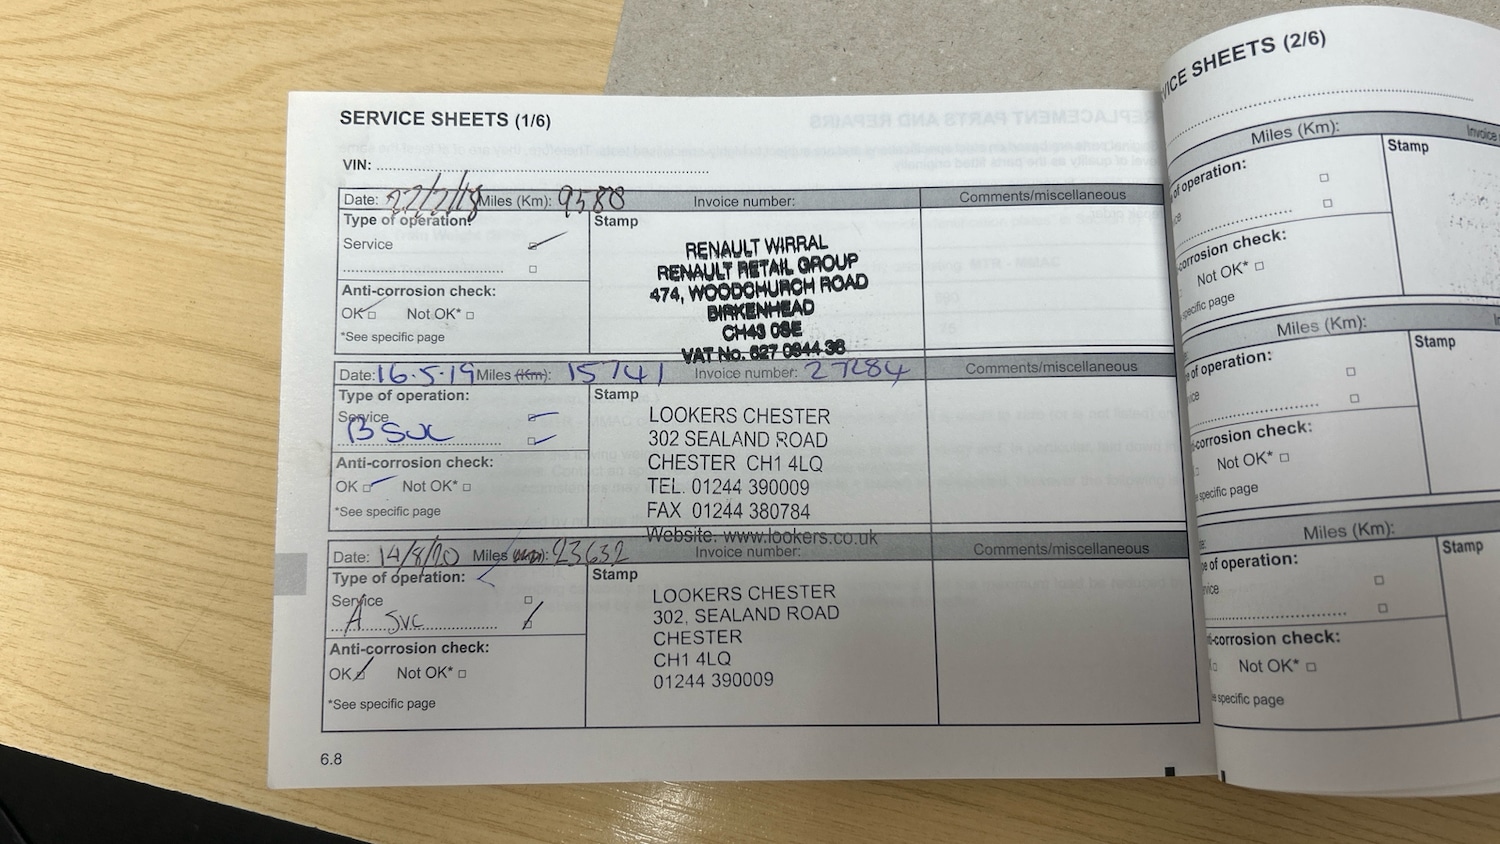 SERVICE SHEETS (1/6)
VIN:
Date: 22/2/18 Miles (Km): 9588 Invoice number: Comments/miscellaneous
Type of operation: Stamp
Service
Anti-corrosion check:
OK Not OK*
*See specific page
RENAULT WIRRAL
RENAULT RETAIL GROUP
474, WOODCHURCH ROAD
BIRKENHEAD
CH43 0SE
VAT No. 627 0844 36
Date: 16.5.19 Miles (Km): 15741 Invoice number: 27284 Comments/miscellaneous
Type of operation: Stamp
Service
B SVC
Anti-corrosion check:
OK Not OK*
*See specific page
LOOKERS CHESTER
302 SEALAND ROAD
CHESTER CH1 4LQ
TEL. 01244 390009
FAX 01244 380784
Website: www.lookers.co.uk
Date: 14/8/20 Miles 23632 Invoice number: Comments/miscellaneous
Type of operation: Stamp
Service
A SVC
Anti-corrosion check:
OK Not OK*
*See specific page
LOOKERS CHESTER
302, SEALAND ROAD
CHESTER
CH1 4LQ
01244 390009
6.8
SHEETS (2/6)
Miles (Km): Invoice
of operation: Stamp
corrosion check:
Not OK*
specific page
Miles (Km):
of operation: Stamp
corrosion check:
Not OK*
specific page
Miles (Km):
of operation: Stamp
corrosion check:
Not OK*
specific page